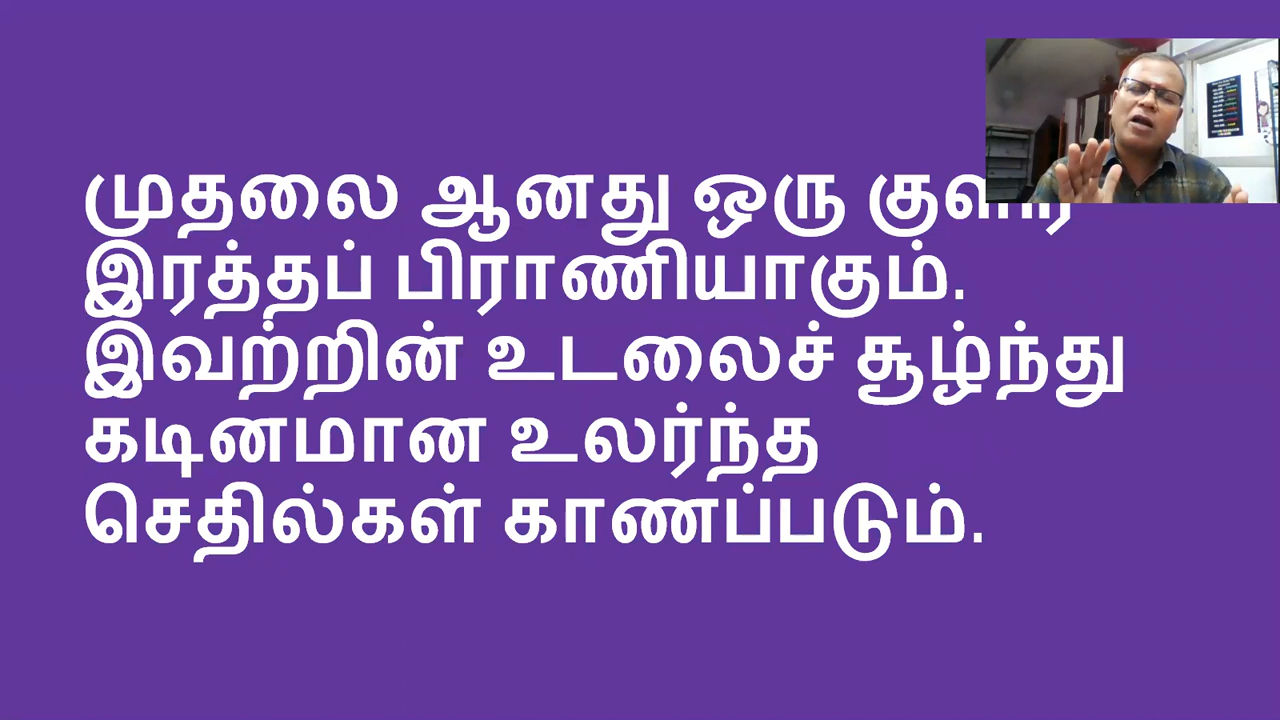 முதலை ஆனது ஒரு குளிர்
இரத்தப் பிராணியாகும்.
இவற்றின் உடலைச் சூழ்ந்து
கடினமான உலர்ந்த
செதில்கள் காணப்படும்.